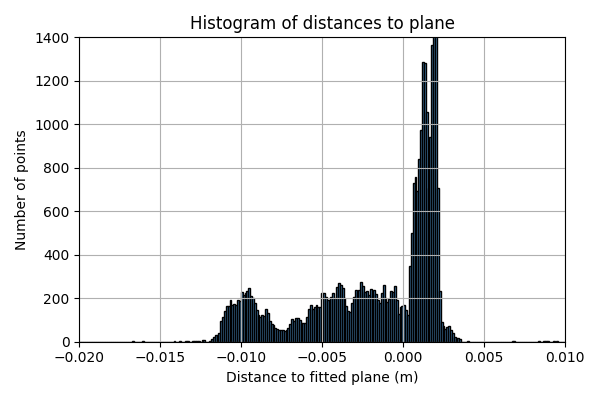 Histogram of distances to plane
1400
1200
1000
800
600
400
200
0
Number of points
−0.020 −0.015 −0.010 −0.005 0.000 0.005 0.010
Distance to fitted plane (m)